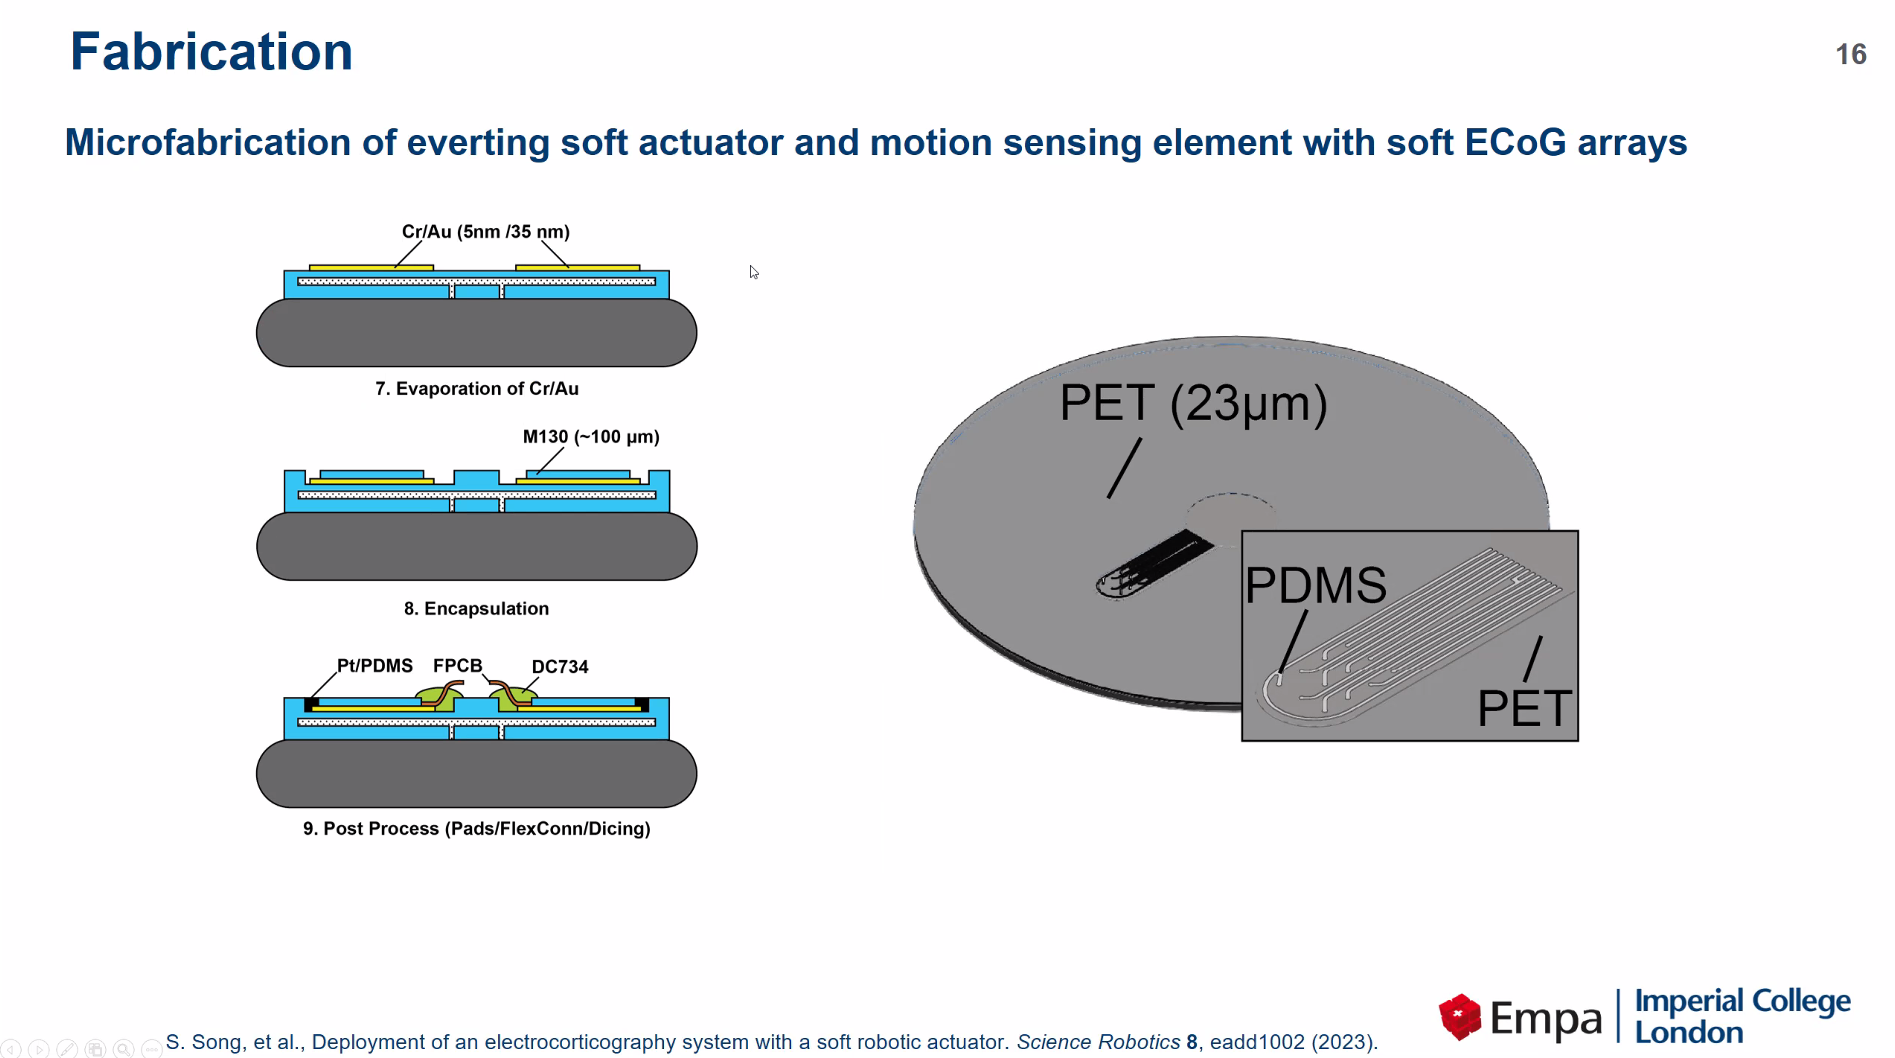 Fabrication
16
Microfabrication of everting soft actuator and motion sensing element with soft ECoG arrays
Cr/Au (5nm /35 nm)
7. Evaporation of Cr/Au
M130 (~100 µm)
8. Encapsulation
Pt/PDMS FPCB DC734
9. Post Process (Pads/FlexConn/Dicing)
PET (23µm)
PDMS
PET
S. Song, et al., Deployment of an electrocorticography system with a soft robotic actuator. Science Robotics 8, eadd1002 (2023).
Empa
Imperial College
London